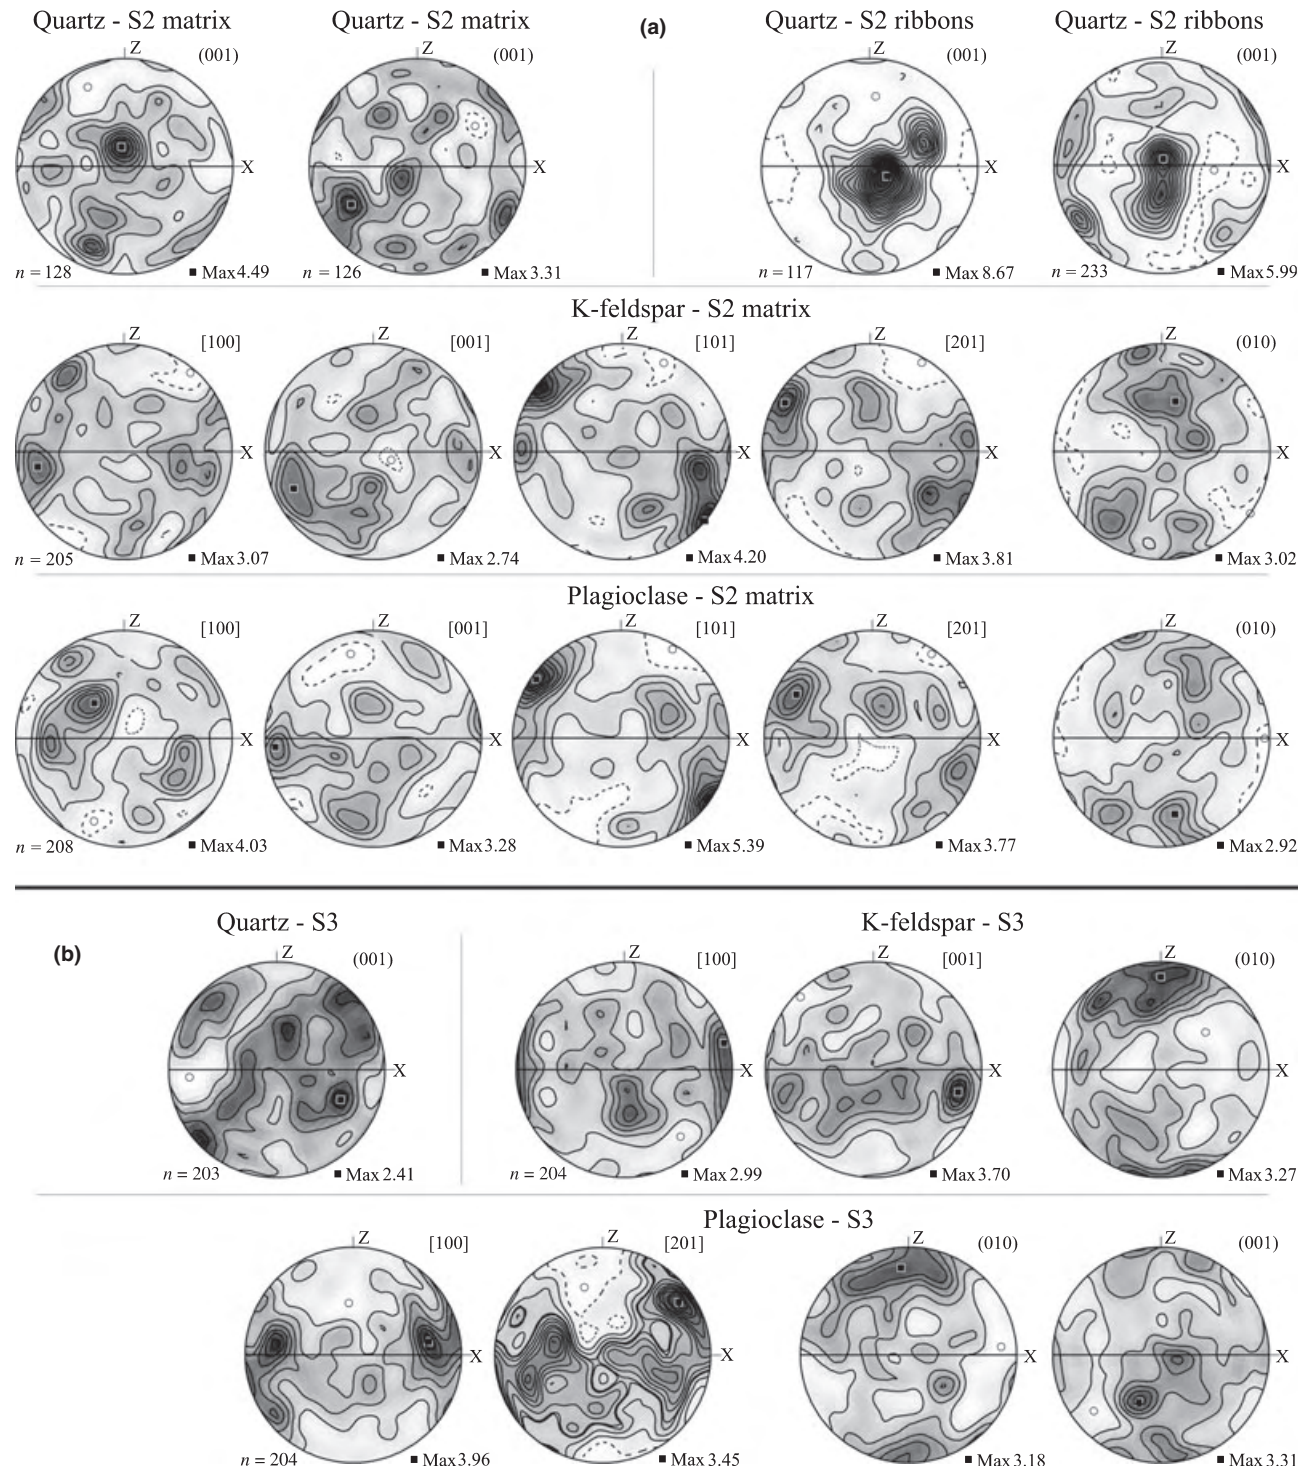 Quartz - S2 matrix
Quartz - S2 matrix
(a)
Quartz - S2 ribbons
Quartz - S2 ribbons
Z (001)
Z (001)
Z (001)
Z (001)
X
X
X
X
n = 128 ■ Max 4.49
n = 126 ■ Max 3.31
n = 117 ■ Max 8.67
n = 233 ■ Max 5.99
K-feldspar - S2 matrix
Z [100]
Z [001]
Z [101]
Z [201]
Z (010)
X
X
X
X
X
n = 205 ■ Max 3.07
■ Max 2.74
■ Max 4.20
■ Max 3.81
■ Max 3.02
Plagioclase - S2 matrix
Z [100]
Z [001]
Z [101]
Z [201]
Z (010)
X
X
X
X
X
n = 208 ■ Max 4.03
■ Max 3.28
■ Max 5.39
■ Max 3.77
■ Max 2.92
(b)
Quartz - S3
K-feldspar - S3
Z (001)
Z [100]
Z [001]
Z (010)
X
X
X
X
n = 203 ■ Max 2.41
n = 204 ■ Max 2.99
■ Max 3.70
■ Max 3.27
Plagioclase - S3
Z [100]
Z [201]
Z (010)
Z (001)
X
X
X
X
n = 204 ■ Max 3.96
■ Max 3.45
■ Max 3.18
■ Max 3.31